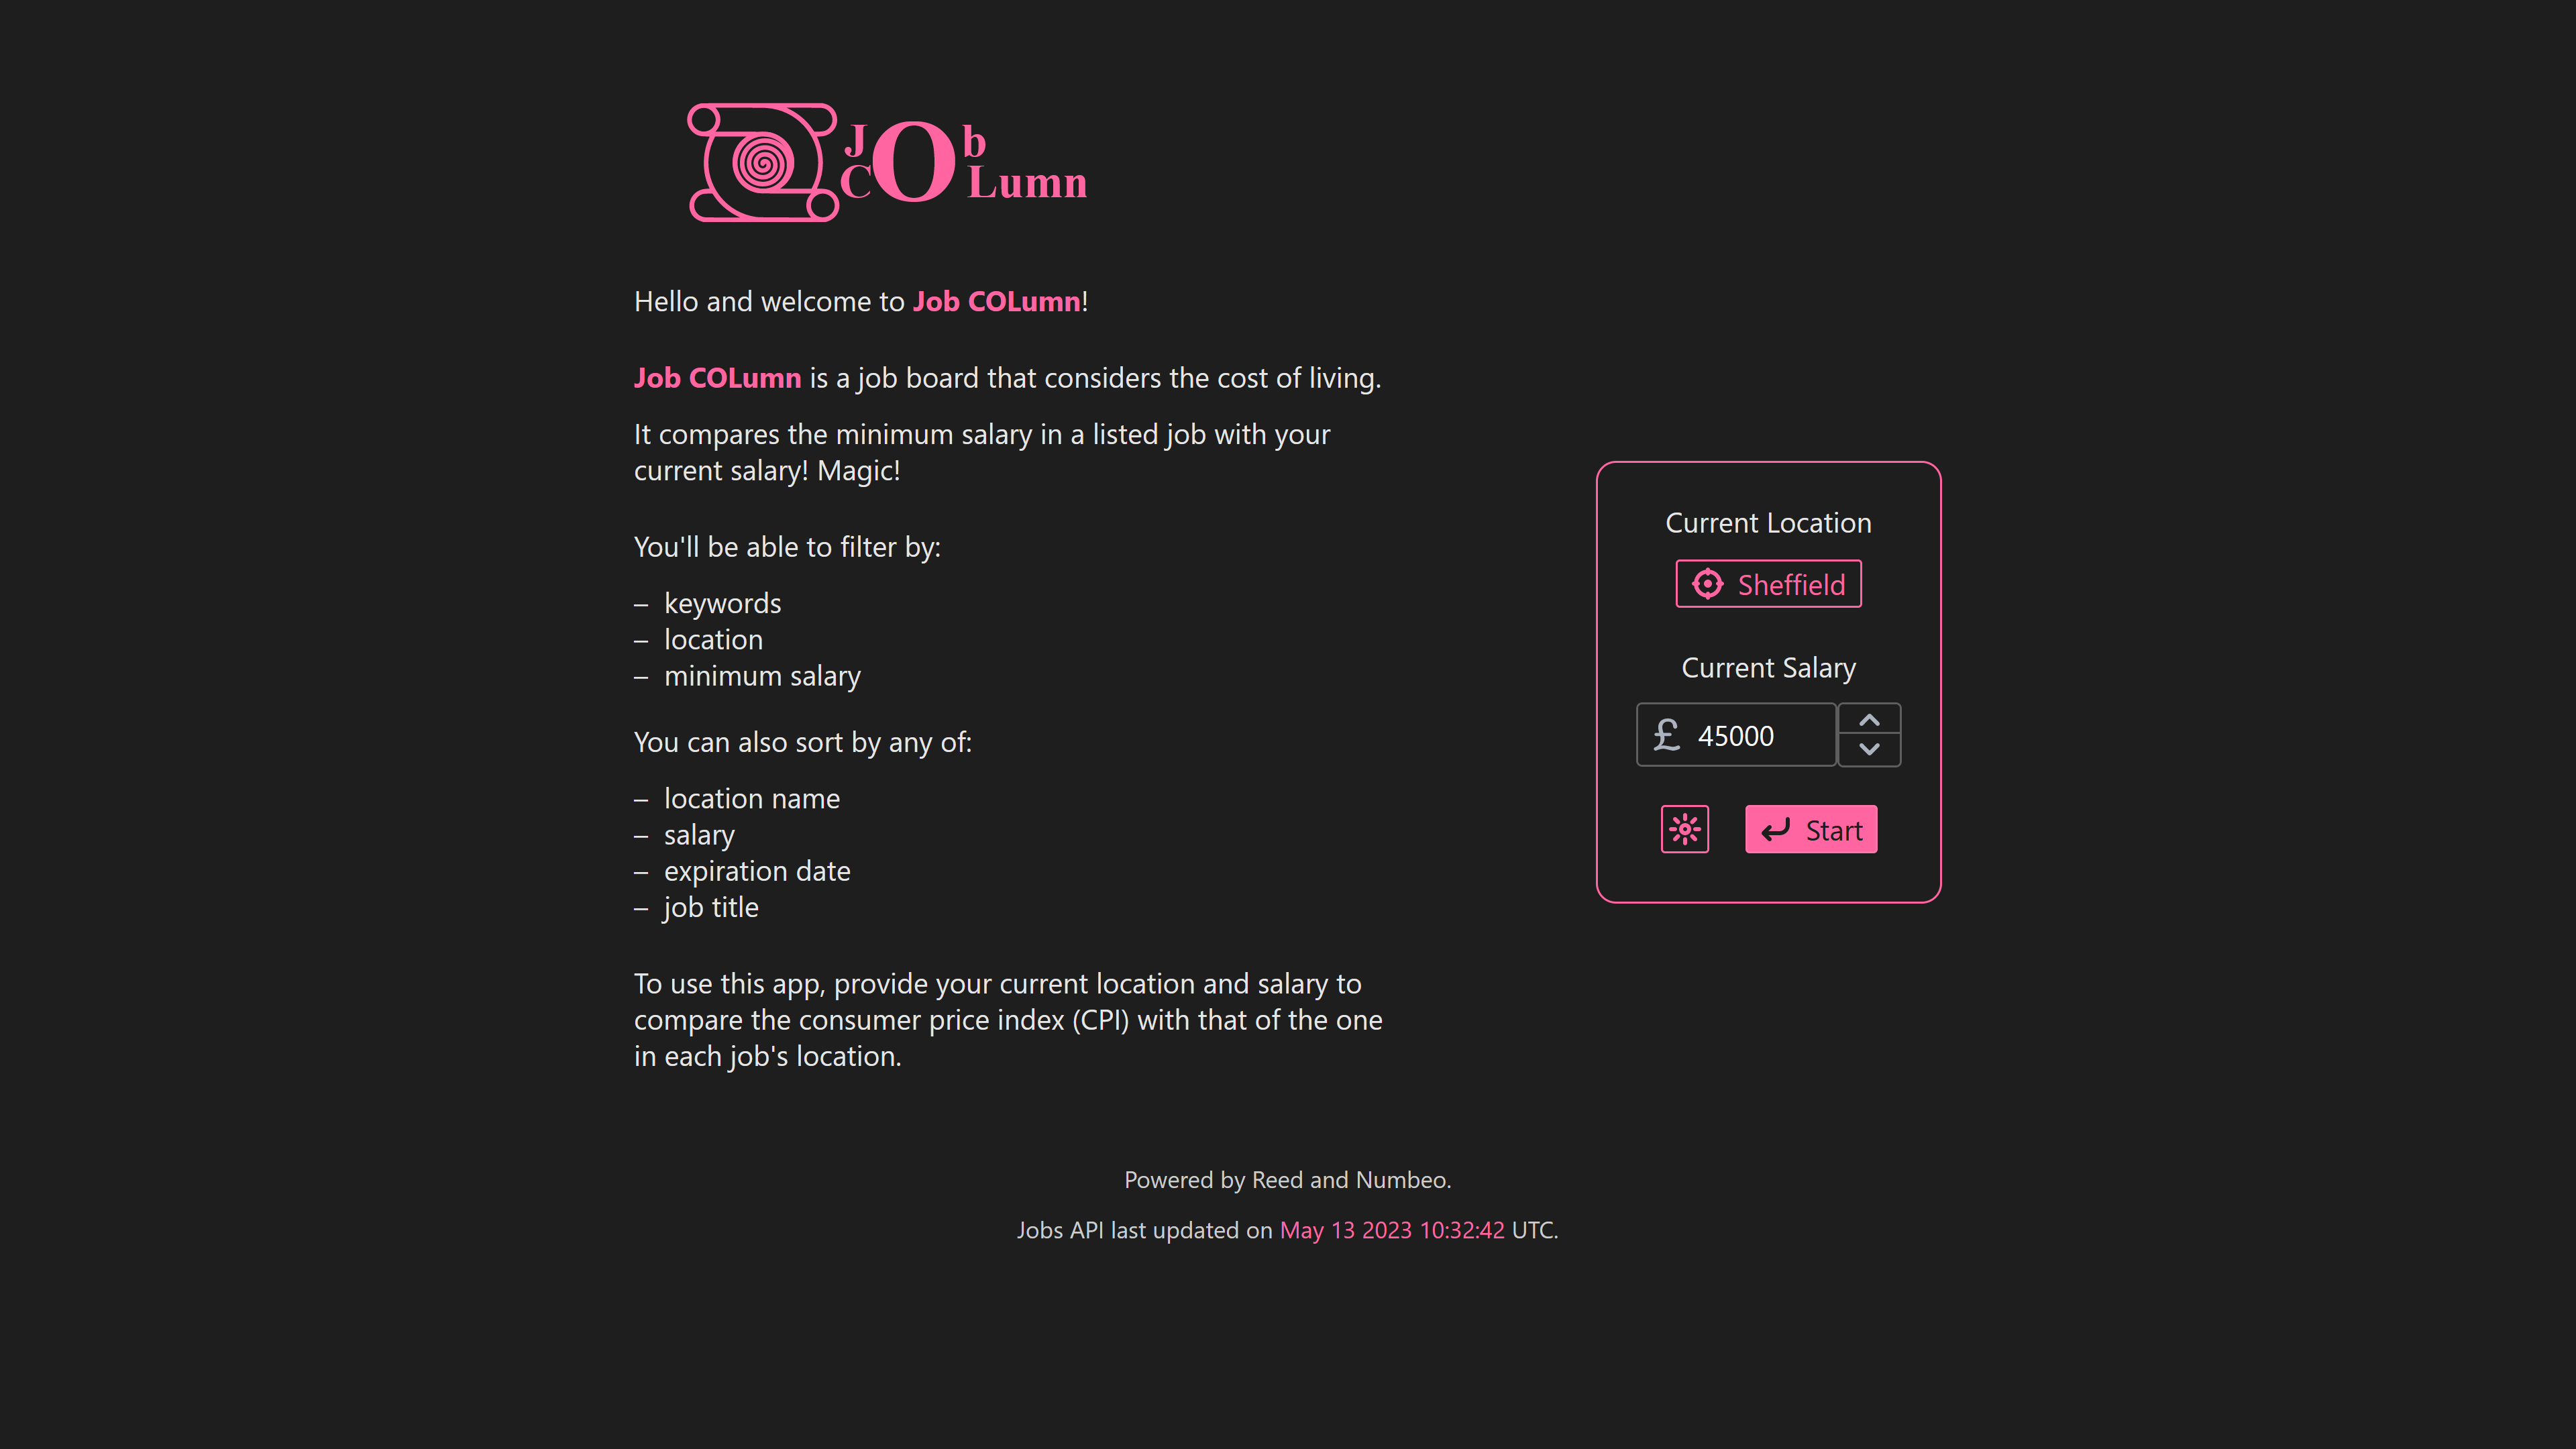 JOb
COLumn
Hello and welcome to Job COLumn!
Job COLumn is a job board that considers the cost of living.
It compares the minimum salary in a listed job with your
current salary! Magic!
You'll be able to filter by:
– keywords
– location
– minimum salary
You can also sort by any of:
– location name
– salary
– expiration date
– job title
To use this app, provide your current location and salary to
compare the consumer price index (CPI) with that of the one
in each job's location.
Current Location
Sheffield
Current Salary
£ 45000
Start
Powered by Reed and Numbeo.
Jobs API last updated on May 13 2023 10:32:42 UTC.